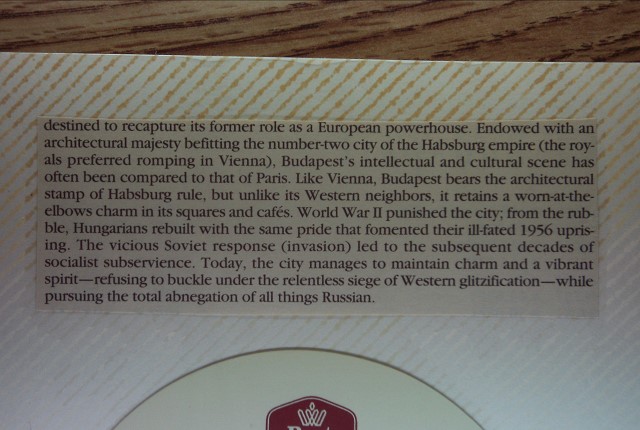 destined to recapture its former role as a European powerhouse. Endowed with an
architectural majesty befitting the number-two city of the Habsburg empire (the roy-
als preferred romping in Vienna), Budapest's intellectual and cultural scene has
often been compared to that of Paris. Like Vienna, Budapest bears the architectural
stamp of Habsburg rule, but unlike its Western neighbors, it retains a worn-at-the-
elbows charm in its squares and cafés. World War II punished the city; from the rub-
ble, Hungarians rebuilt with the same pride that fomented their ill-fated 1956 upris-
ing. The vicious Soviet response (invasion) led to the subsequent decades of
socialist subservience. Today, the city manages to maintain charm and a vibrant
spirit—refusing to buckle under the relentless siege of Western glitzification—while
pursuing the total abnegation of all things Russian.